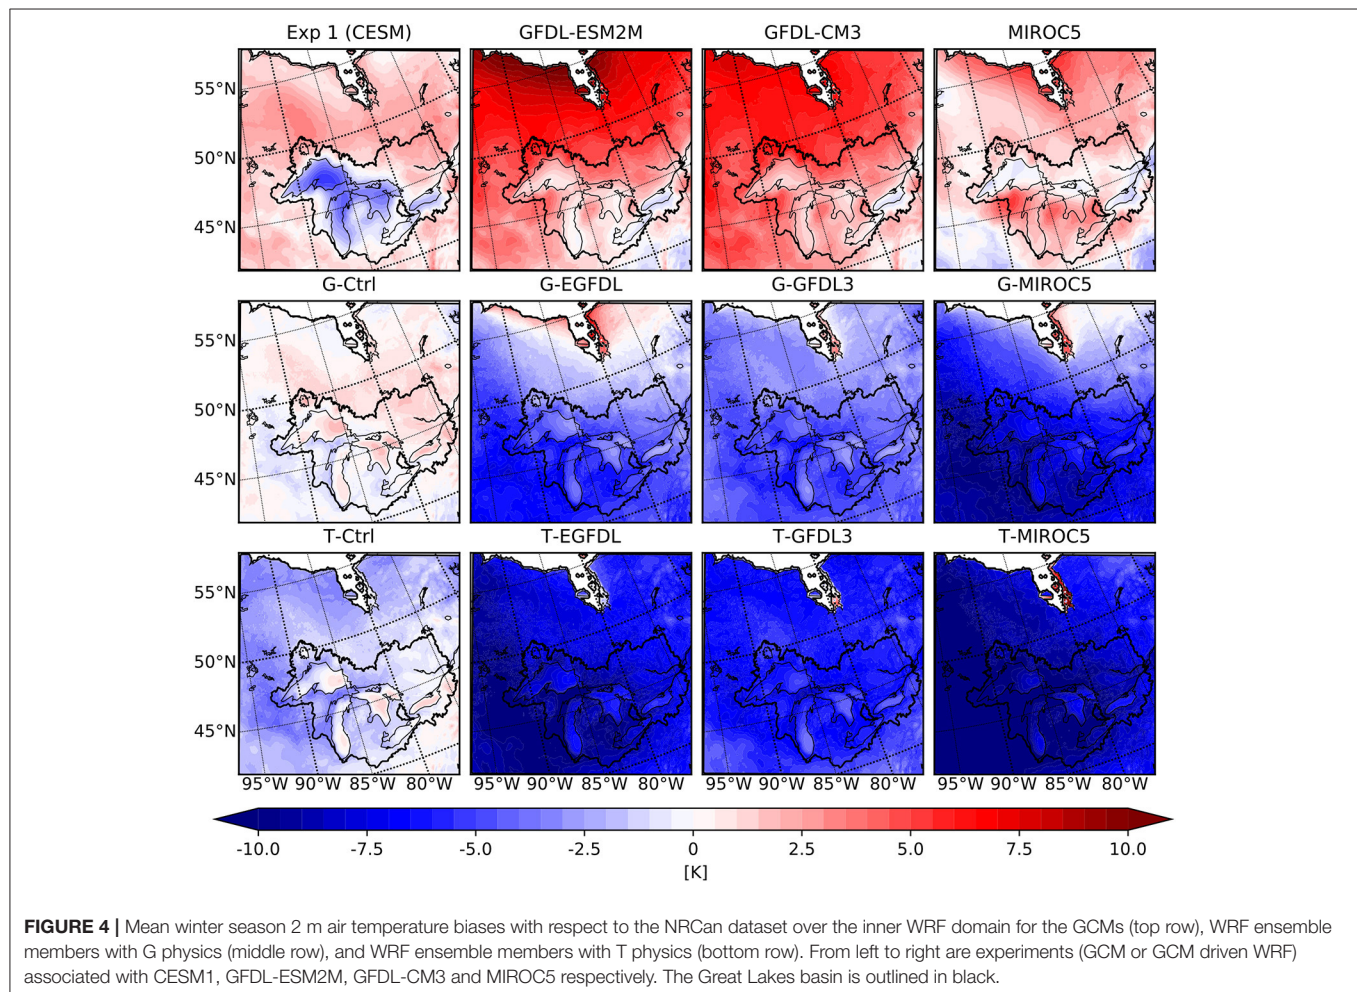 Exp 1 (CESM) GFDL-ESM2M GFDL-CM3 MIROC5
55°N
50°N
45°N
G-Ctrl G-EGFDL G-GFDL3 G-MIROC5
55°N
50°N
45°N
T-Ctrl T-EGFDL T-GFDL3 T-MIROC5
55°N
50°N
45°N
95°W 90°W 85°W 80°W 95°W 90°W 85°W 80°W 95°W 90°W 85°W 80°W 95°W 90°W 85°W 80°W
-10.0 -7.5 -5.0 -2.5 0 2.5 5.0 7.5 10.0
[K]
FIGURE 4 | Mean winter season 2 m air temperature biases with respect to the NRCan dataset over the inner WRF domain for the GCMs (top row), WRF ensemble
members with G physics (middle row), and WRF ensemble members with T physics (bottom row). From left to right are experiments (GCM or GCM driven WRF)
associated with CESM1, GFDL-ESM2M, GFDL-CM3 and MIROC5 respectively. The Great Lakes basin is outlined in black.